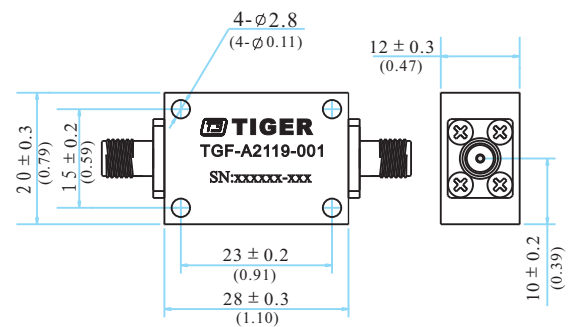 4-⌀2.8
(4-⌀0.11)
12 ± 0.3
(0.47)
20 ± 0.3
(0.79)
15 ± 0.2
(0.59)
TIGER
TGF-A2119-001
SN:xxxxxx-xxx
23 ± 0.2
(0.91)
28 ± 0.3
(1.10)
10 ± 0.2
(0.39)